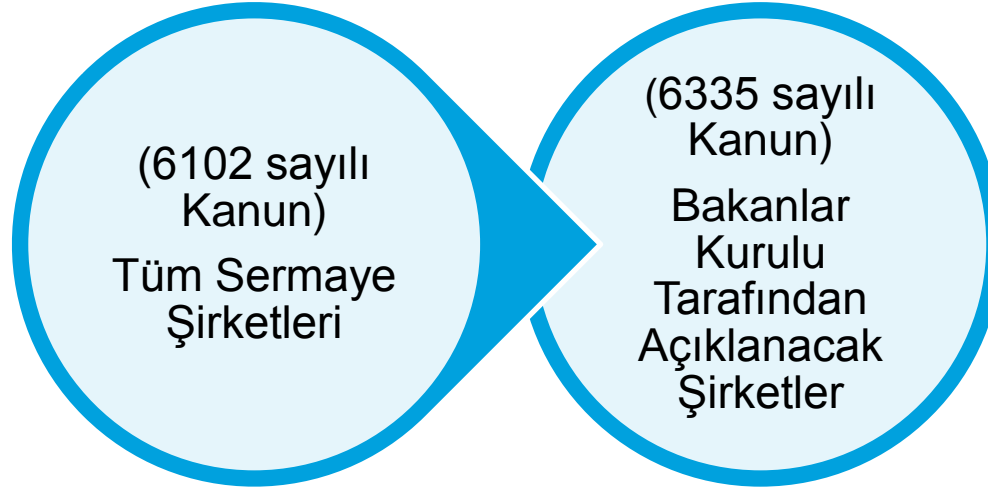 (6102 sayılı
Kanun)
Tüm Sermaye
Şirketleri
(6335 sayılı
Kanun)
Bakanlar
Kurulu
Tarafından
Açıklanacak
Şirketler